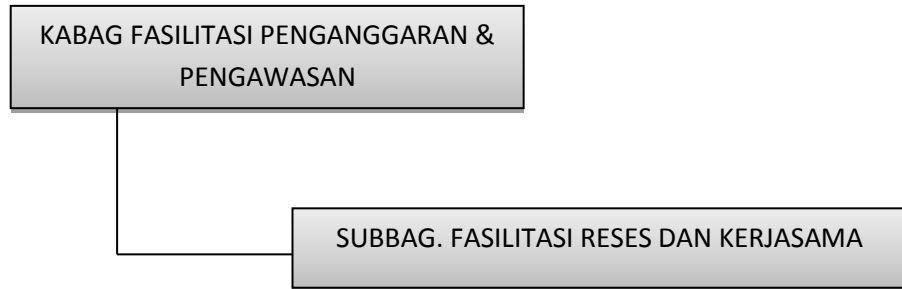 KABAG FASILITASI PENGANGGARAN &
PENGAWASAN
SUBBAG. FASILITASI RESES DAN KERJASAMA